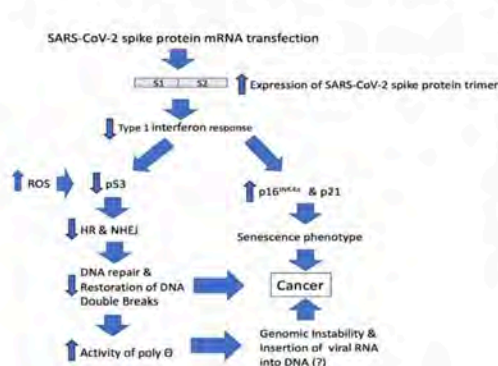 SARS-CoV-2 spike protein mRNA transfection
S1 S2
Expression of SARS-CoV-2 spike protein trimer
Type 1 interferon response
ROS
p53
p16INK4a & p21
HR & NHEJ
Senescence phenotype
DNA repair &
Restoration of DNA
Double Breaks
Cancer
Activity of poly Θ
Genomic Instability &
Insertion of viral RNA
into DNA (?)